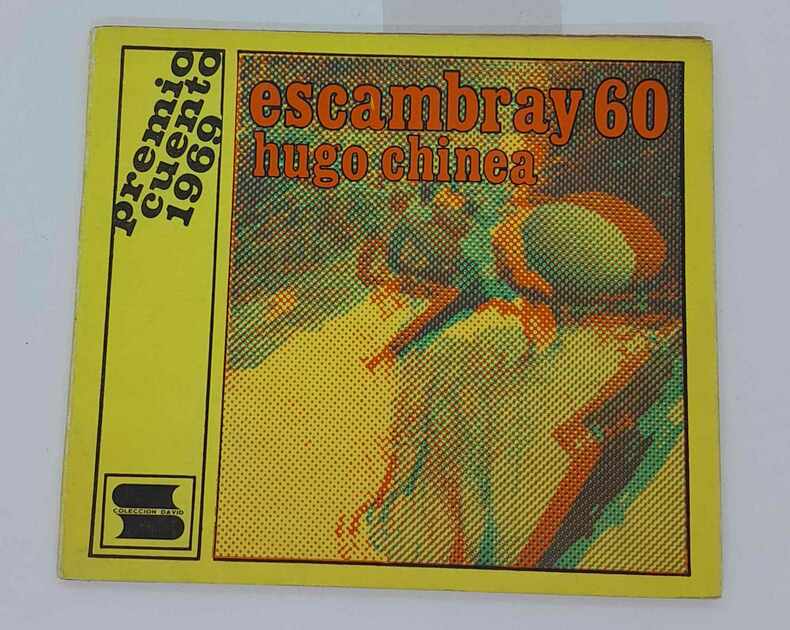 premio
cuento
1969
escambray 60
hugo chinea
COLECCION DAVID